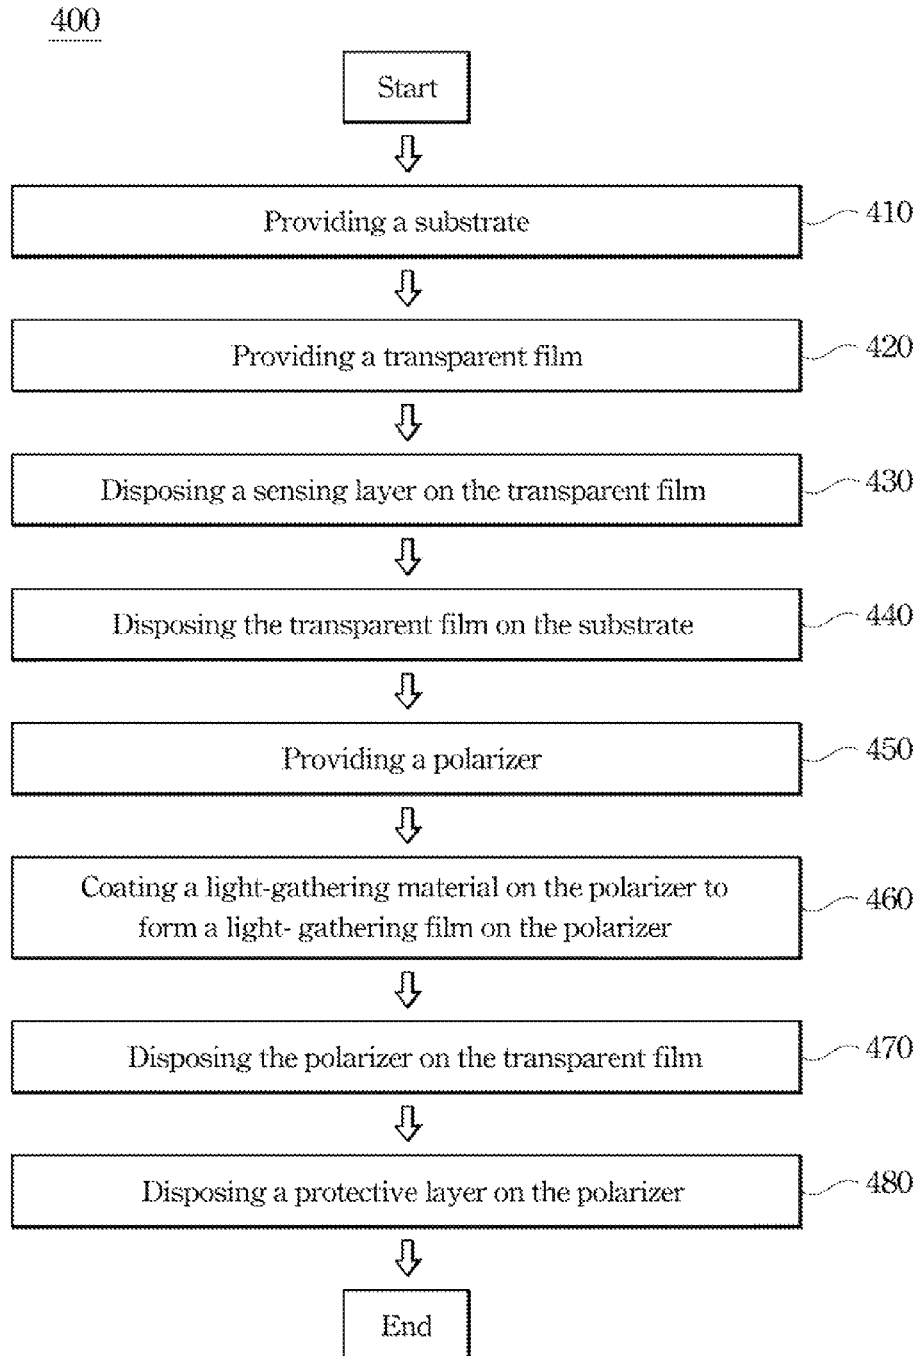 400
Start
Providing a substrate
410
Providing a transparent film
420
Disposing a sensing layer on the transparent film
430
Disposing the transparent film on the substrate
440
Providing a polarizer
450
Coating a light-gathering material on the polarizer to
form a light- gathering film on the polarizer
460
Disposing the polarizer on the transparent film
470
Disposing a protective layer on the polarizer
480
End